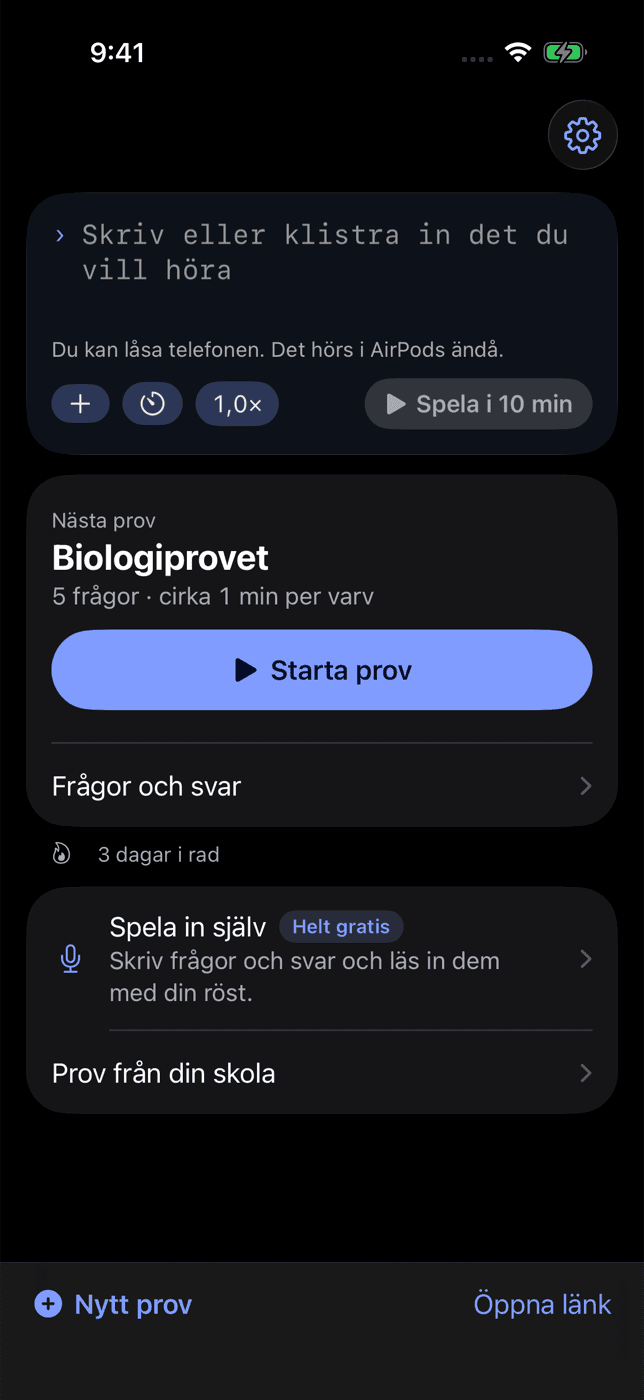 9:41
› Skriv eller klistra in det du
vill höra
Du kan låsa telefonen. Det hörs i AirPods ändå.
1,0×
Spela i 10 min
Nästa prov
Biologiprovet
5 frågor · cirka 1 min per varv
Starta prov
Frågor och svar
3 dagar i rad
Spela in själv Helt gratis
Skriv frågor och svar och läs in dem
med din röst.
Prov från din skola
Nytt prov
Öppna länk